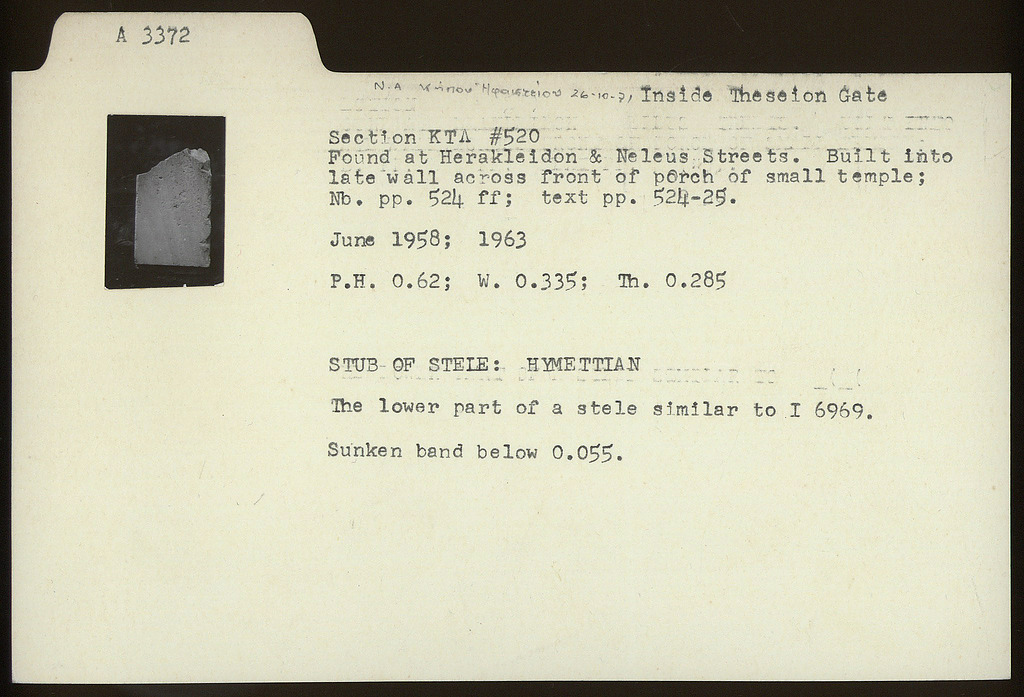 A 3372
Ν.Α κήπου Ηφαιστείου 26-10-71 Inside Theseion Gate
Section KTΛ #520
Found at Herakleidon & Neleus Streets. Built into
late wall across front of porch of small temple;
Nb. pp. 524 ff; text pp. 524-25.
June 1958; 1963
P.H. 0.62; W. 0.335; Th. 0.285
STUB OF STELE: HYMETTIAN
The lower part of a stele similar to I 6969.
Sunken band below 0.055.